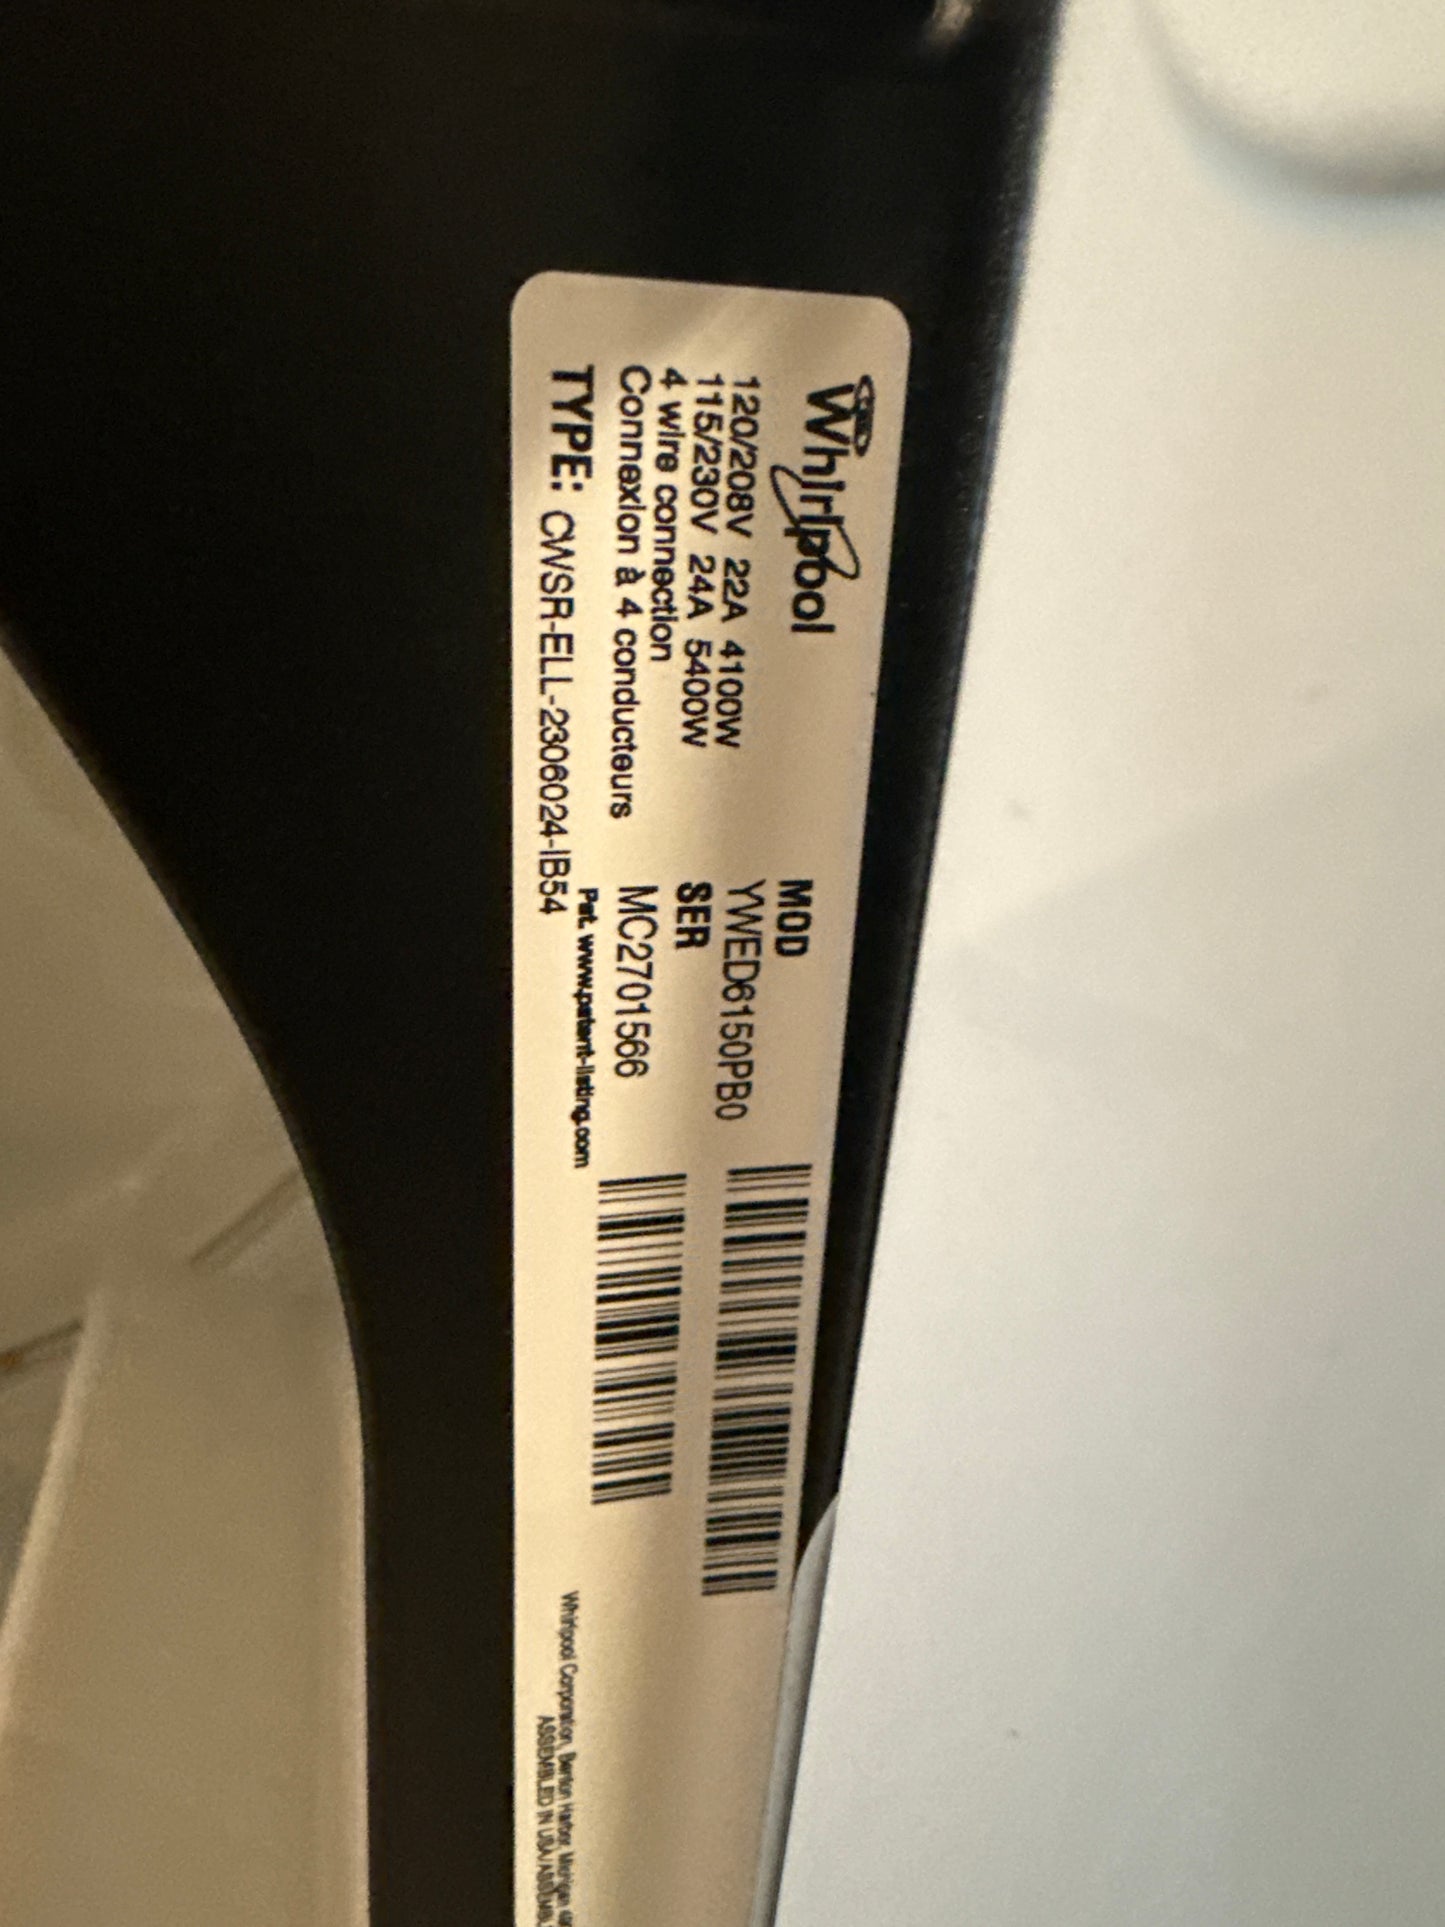 Whirlpool
120/208V 22A 4100W
115/230V 24A 5400W
4 wire connection
Connexion à 4 conducteurs
TYPE: CWSR-ELL-2306024-IB54
MOD
YWED6150PB0
SER
MC2701566
Pat. www.patent-listing.com
Whirlpool Corporation, Benton Harbor, Michigan
ASSEMBLED IN USA/